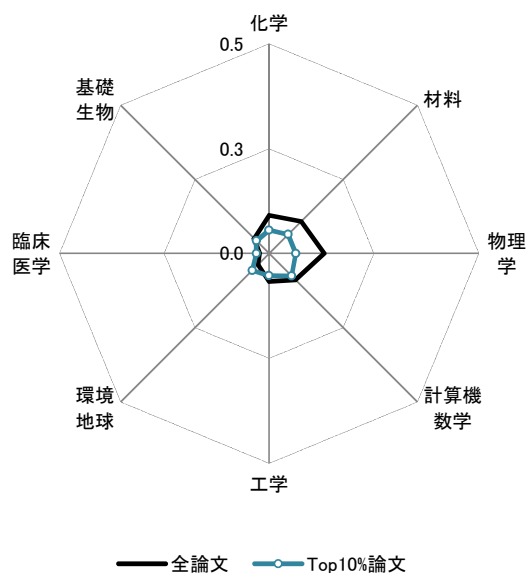 化学
0.5
基礎
生物
材料
0.3
臨床
医学
0.0
物理
学
環境
地球
計算機
数学
工学
全論文
Top10%論文